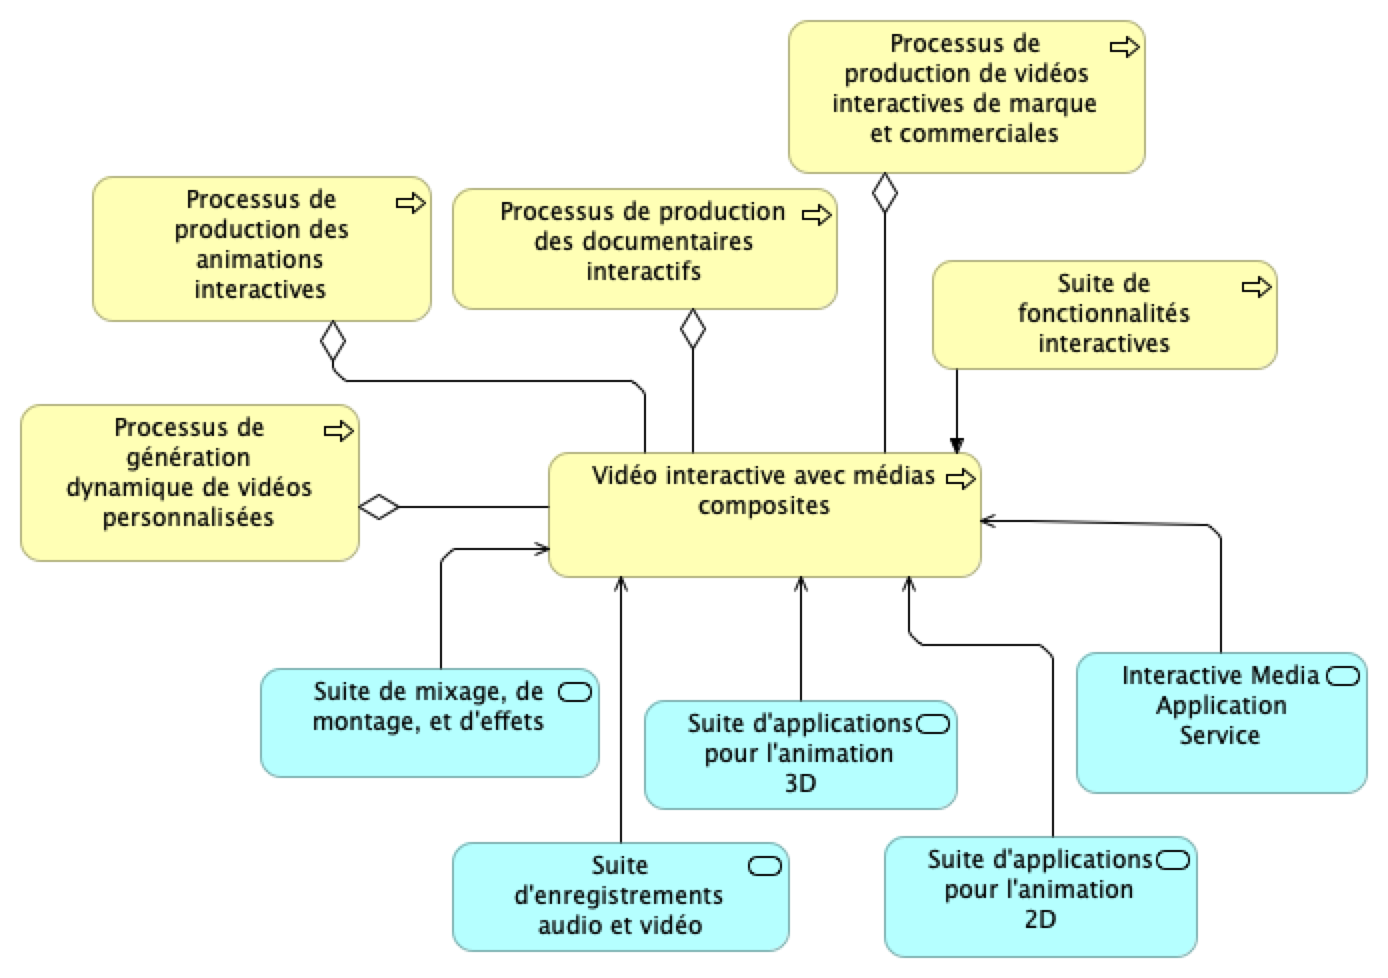 Processus de
production de vidéos
interactives de marque
et commerciales
Processus de
production des
animations
interactives
Processus de production
des documentaires
interactifs
Suite de
fonctionnalités
interactives
Processus de
génération
dynamique de vidéos
personnalisées
Vidéo interactive avec médias
composites
Suite de mixage, de
montage, et d'effets
Suite d'applications
pour l'animation
3D
Interactive Media
Application
Service
Suite
d'enregistrements
audio et vidéo
Suite d'applications
pour l'animation
2D